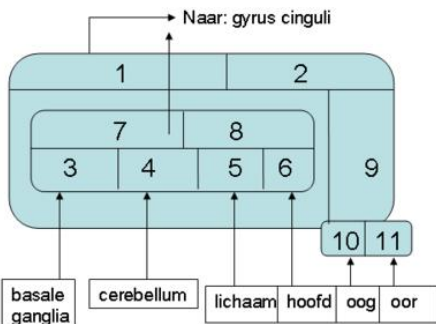 Naar: gyrus cinguli
1 2
7 8
3 4 5 6 9
10 11
basale ganglia
cerebellum
lichaam hoofd oog oor